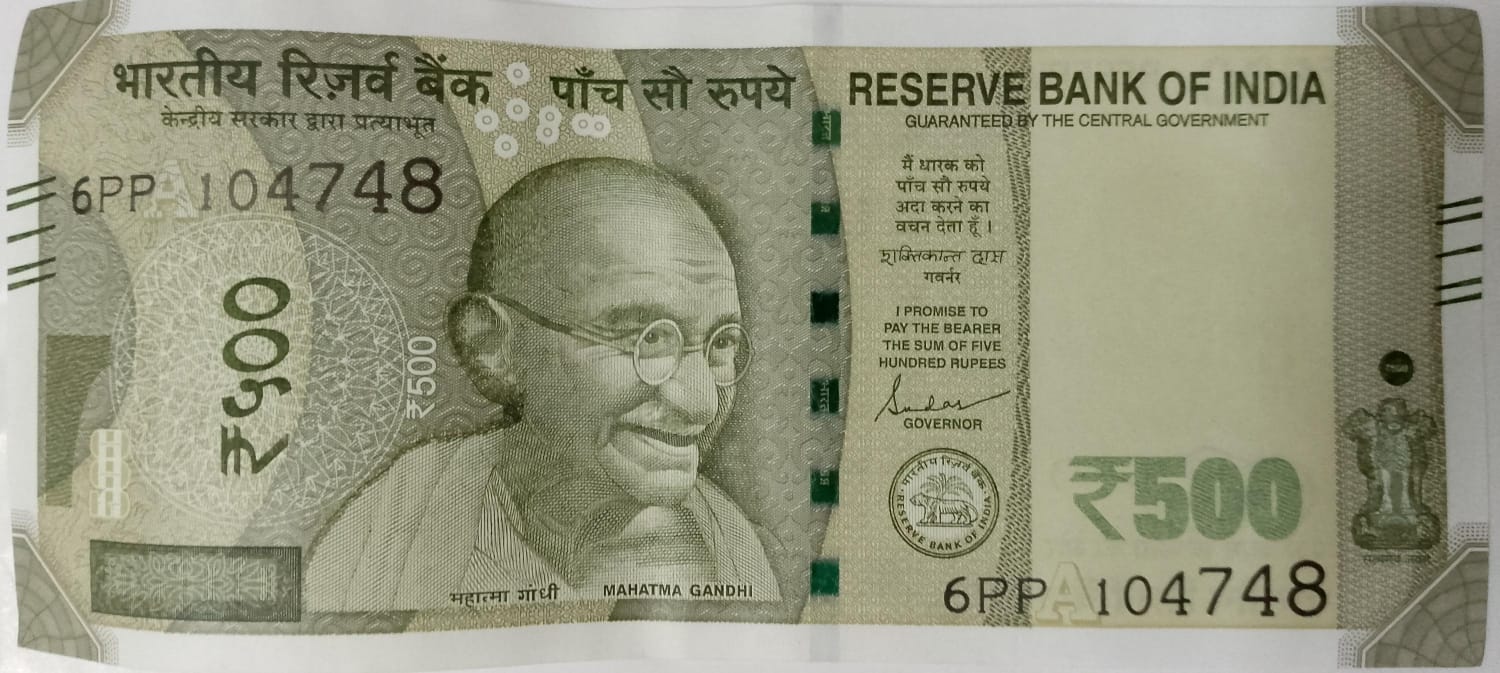 भारतीय रिज़र्व बैंक
केन्द्रीय सरकार द्वारा प्रत्याभूत
पाँच सौ रुपये
RESERVE BANK OF INDIA
GUARANTEED BY THE CENTRAL GOVERNMENT
6PP A 104748
₹५००
₹500
मैं धारक को
पाँच सौ रुपये
अदा करने का
वचन देता हूँ ।
शक्तिकान्त दास
गवर्नर
I PROMISE TO
PAY THE BEARER
THE SUM OF FIVE
HUNDRED RUPEES
GOVERNOR
भारतीय रिज़र्व बैंक
RESERVE BANK OF INDIA
₹500
महात्मा गांधी
MAHATMA GANDHI
6PP A 104748